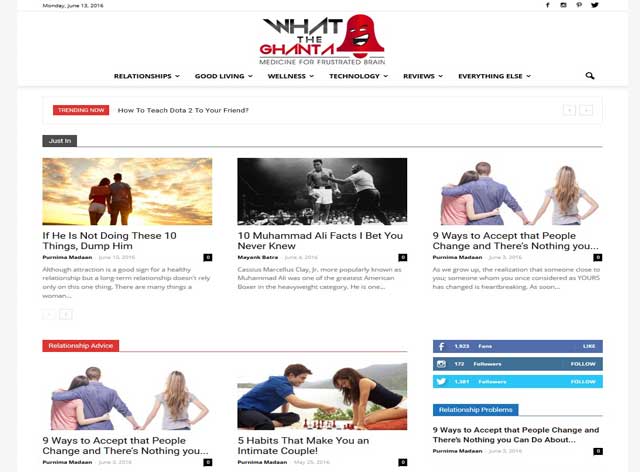 Monday, June 13, 2016
WHAT
THE
GHANTA
MEDICINE FOR FRUSTRATED BRAIN
RELATIONSHIPS GOOD LIVING WELLNESS TECHNOLOGY REVIEWS EVERYTHING ELSE
TRENDING NOW How To Teach Dota 2 To Your Friend?
Just In
If He Is Not Doing These 10
Things, Dump Him
Purnima Madaan - June 13, 2016 0
Although attraction is a good sign for a healthy
relationship but a long-term relationship doesn't rely
only on this one thing. There are many things a
woman...
10 Muhammad Ali Facts I Bet You
Never Knew
Mayank Batra - June 6, 2016 0
Cassius Marcellus Clay, Jr. more popularly known as
Muhammad Ali was one of the greatest American
Boxer in the heavyweight category. He is one...
9 Ways to Accept that People
Change and There's Nothing you...
Purnima Madaan - June 3, 2016 0
As we grow up, the realisation that someone close to
you; someone whom you once considered as YOURS
has changed is heartbreaking. As soon...
Relationship Advice
9 Ways to Accept that People
Change and There's Nothing you...
Purnima Madaan - June 3, 2016 0
5 Habits That Make You an
Intimate Couple!
Purnima Madaan - May 25, 2016 0
1,923 Fans LIKE
172 Followers FOLLOW
1,381 Followers FOLLOW
Relationship Problems
9 Ways to Accept that People Change and
There's Nothing you Can Do About...
Purnima Madaan - June 3, 2016 0